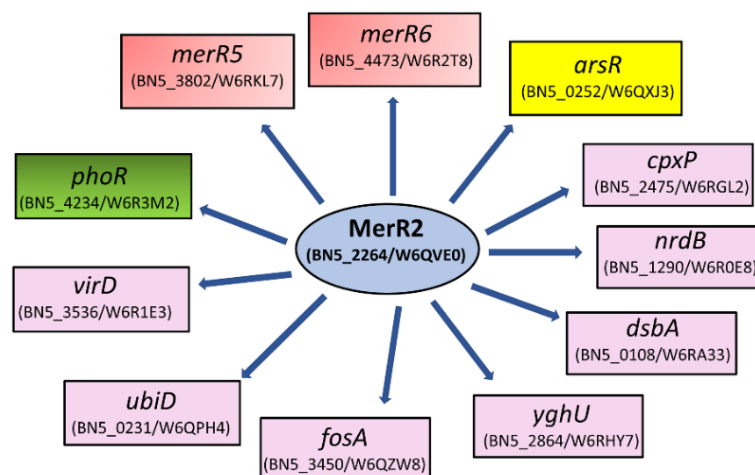 merR5
(BN5_3802/W6RKL7)
merR6
(BN5_4473/W6R2T8)
arsR
(BN5_0252/W6QXJ3)
phoR
(BN5_4234/W6R3M2)
cpxP
(BN5_2475/W6RGL2)
MerR2
(BN5_2264/W6QVE0)
nrdB
(BN5_1290/W6R0E8)
virD
(BN5_3536/W6R1E3)
dsbA
(BN5_0108/W6RA33)
ubiD
(BN5_0231/W6QPH4)
fosA
(BN5_3450/W6QZW8)
yghU
(BN5_2864/W6RHY7)